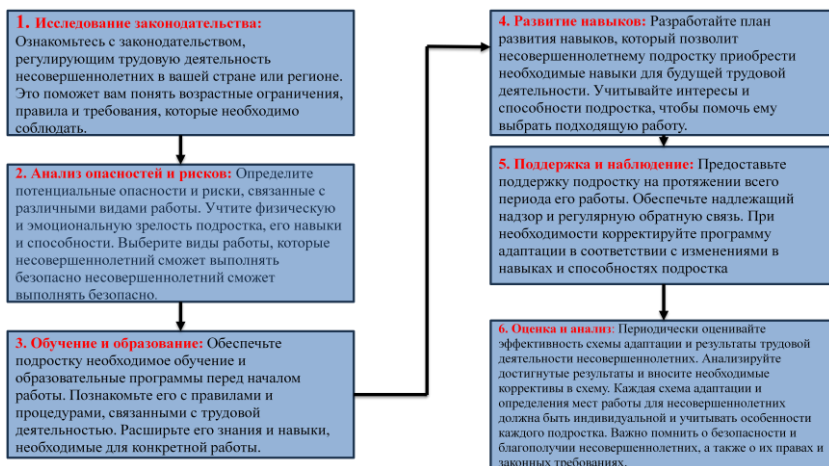 1. Исследование законодательства:
Ознакомьтесь с законодательством,
регулирующим трудовую деятельность
несовершеннолетних в вашей стране или регионе.
Это поможет вам понять возрастные ограничения,
правила и требования, которые необходимо
соблюдать.
2. Анализ опасностей и рисков: Определите
потенциальные опасности и риски, связанные с
различными видами работы. Учтите физическую
и эмоциональную зрелость подростка, его навыки
и способности. Выберите виды работы, которые
несовершеннолетний сможет выполнять
безопасно несовершеннолетний сможет
выполнять безопасно.
3. Обучение и образование: Обеспечьте
подростку необходимое обучение и
образовательные программы перед началом
работы. Познакомьте его с правилами и
процедурами, связанными с трудовой
деятельностью. Расширьте его знания и навыки,
необходимые для конкретной работы.
4. Развитие навыков: Разработайте план
развития навыков, который позволит
несовершеннолетнему подростку приобрести
необходимые навыки для будущей трудовой
деятельности. Учитывайте интересы и
способности подростка, чтобы помочь ему
выбрать подходящую работу.
5. Поддержка и наблюдение: Предоставьте
поддержку подростку на протяжении всего
периода его работы. Обеспечьте надлежащий
надзор и регулярную обратную связь. При
необходимости корректируйте программу
адаптации в соответствии с изменениями в
навыках и способностях подростка
6. Оценка и анализ: Периодически оценивайте
эффективность схемы адаптации и результаты трудовой
деятельности несовершеннолетних. Анализируйте
достигнутые результаты и вносите необходимые
коррективы в схему. Каждая схема адаптации и
определения мест работы для несовершеннолетних
должна быть индивидуальной и учитывать особенности
каждого подростка. Важно помнить о безопасности и
благополучии несовершеннолетних, а также о их правах и
законных требованиях.